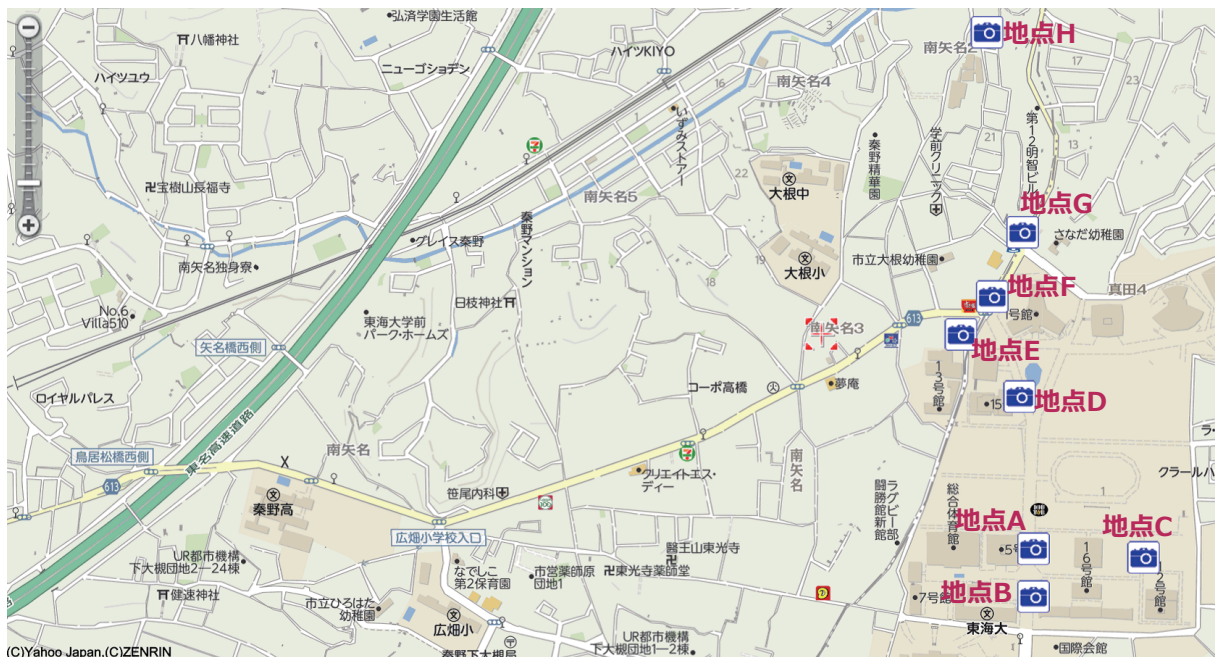 弘済学園生活館
八幡神社
ハイツユウ
ニューゴショデン
ハイツKIYO
南矢名2
地点H
南矢名4
16
17
23
いずみストアー
秦野精華園
学前クリニック
21
第12明智ビル
13
宝樹山長福寺
22
大根中
南矢名5
地点G
さなだ幼稚園
7
グレイス秦野
秦野マンション
19
大根小
市立大根幼稚園
南矢名独身寮
18
日枝神社
地点F
真田4
No.6
Villa510
東海大学前
パーク・ホームズ
613
南矢名3
号館
矢名橋西側
地点E
13号館
ロイヤルパレス
コーポ高橋
夢庵
15
地点D
東名高速道路
南矢名
鳥居松橋西側
613
クリエイトエス・
ディー
南矢名
ラ・
クラールハ
秦野高
笹尾内科
闘勝館新館
ラグビー部
総合体育館
1
広畑小学校入口
地点A
5号
16号館
地点C
12号館
UR都市機構
下大槻団地2ー24棟
醫王山東光寺
なでしこ
第2保育園
市営薬師原
団地1
東光寺薬師堂
健速神社
地点B
7号館
市立ひろはた
幼稚園
広畑小
東海大
UR都市機構
下大槻団地1ー2棟
国際会館
秦野下大槻局
(C)Yahoo Japan,(C)ZENRIN